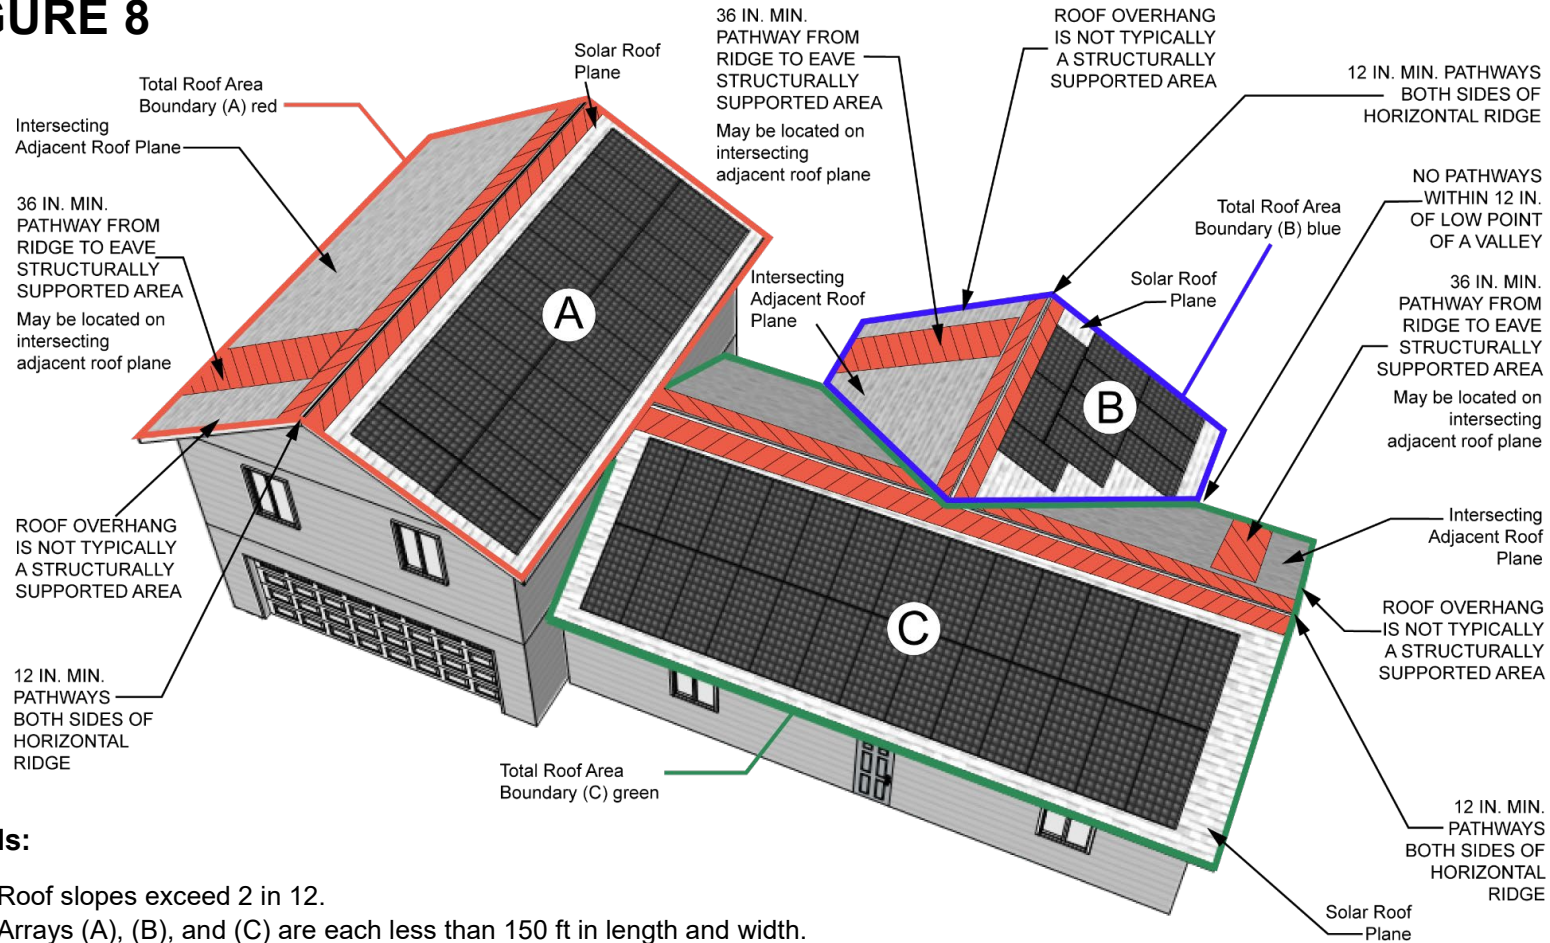 GURE 8
Total Roof Area
Boundary (A) red
Intersecting
Adjacent Roof Plane
36 IN. MIN.
PATHWAY FROM
RIDGE TO EAVE
STRUCTURALLY
SUPPORTED AREA
May be located on
intersecting
adjacent roof plane
ROOF OVERHANG
IS NOT TYPICALLY
A STRUCTURALLY
SUPPORTED AREA
12 IN. MIN.
PATHWAYS
BOTH SIDES OF
HORIZONTAL
RIDGE
Solar Roof
Plane
A
36 IN. MIN.
PATHWAY FROM
RIDGE TO EAVE
STRUCTURALLY
SUPPORTED AREA
May be located on
intersecting
adjacent roof plane
Intersecting
Adjacent Roof
Plane
ROOF OVERHANG
IS NOT TYPICALLY
A STRUCTURALLY
SUPPORTED AREA
12 IN. MIN. PATHWAYS
BOTH SIDES OF
HORIZONTAL RIDGE
NO PATHWAYS
WITHIN 12 IN.
OF LOW POINT
OF A VALLEY
Total Roof Area
Boundary (B) blue
Solar Roof
Plane
B
36 IN. MIN.
PATHWAY FROM
RIDGE TO EAVE
STRUCTURALLY
SUPPORTED AREA
May be located on
intersecting
adjacent roof plane
Intersecting
Adjacent Roof
Plane
ROOF OVERHANG
IS NOT TYPICALLY
A STRUCTURALLY
SUPPORTED AREA
C
Total Roof Area
Boundary (C) green
12 IN. MIN.
PATHWAYS
BOTH SIDES OF
HORIZONTAL
RIDGE
Solar Roof
Plane
ls:
Roof slopes exceed 2 in 12.
Arrays (A), (B), and (C) are each less than 150 ft in length and width.